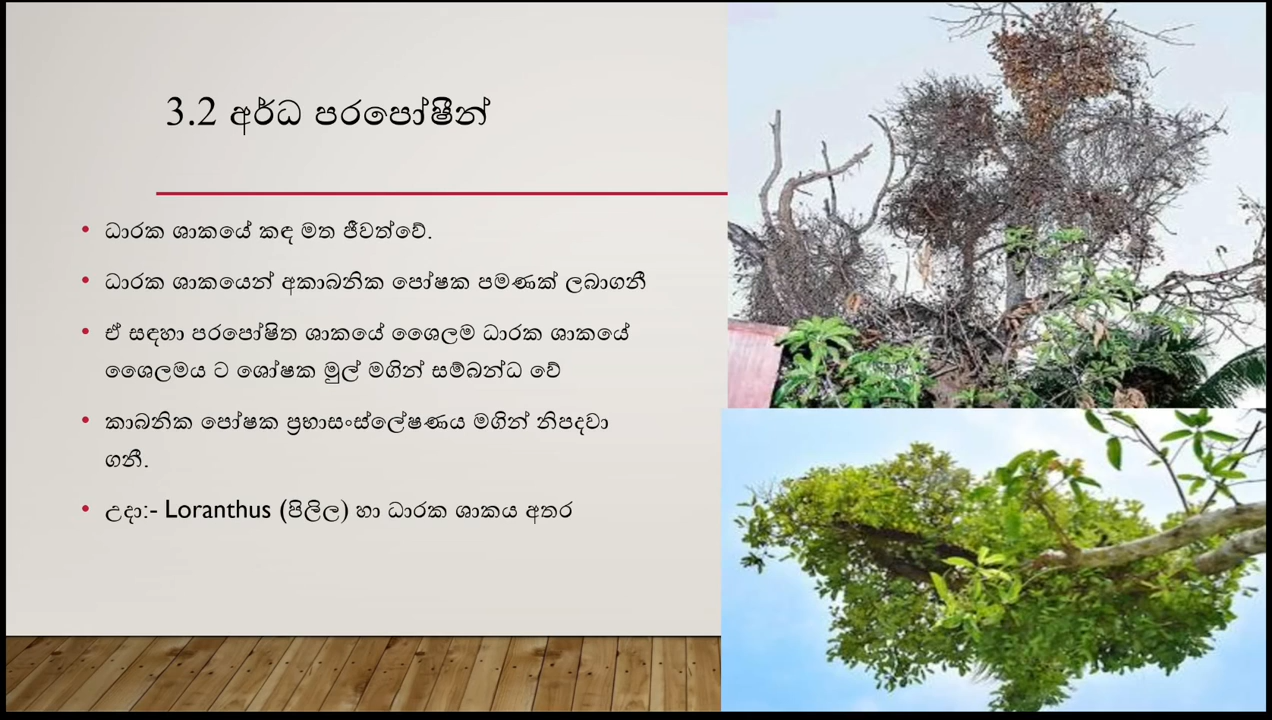 3.2 අර්ධ පරපෝෂීන්
• ධාරක ශාකයේ කඳ මත ජීවත්වේ.
• ධාරක ශාකයෙන් අකාබනික පෝෂක පමණක් ලබාගනී
• ඒ සඳහා පරපෝෂිත ශාකයේ ශෛලම ධාරක ශාකයේ
ශෛලමය ට ශෝෂක මුල් මගින් සම්බන්ධ වේ
• කාබනික පෝෂක ප්‍රභාසංස්ලේෂණය මගින් නිපදවා
ගනී.
• උදා:- Loranthus (පිලිල) හා ධාරක ශාකය අතර